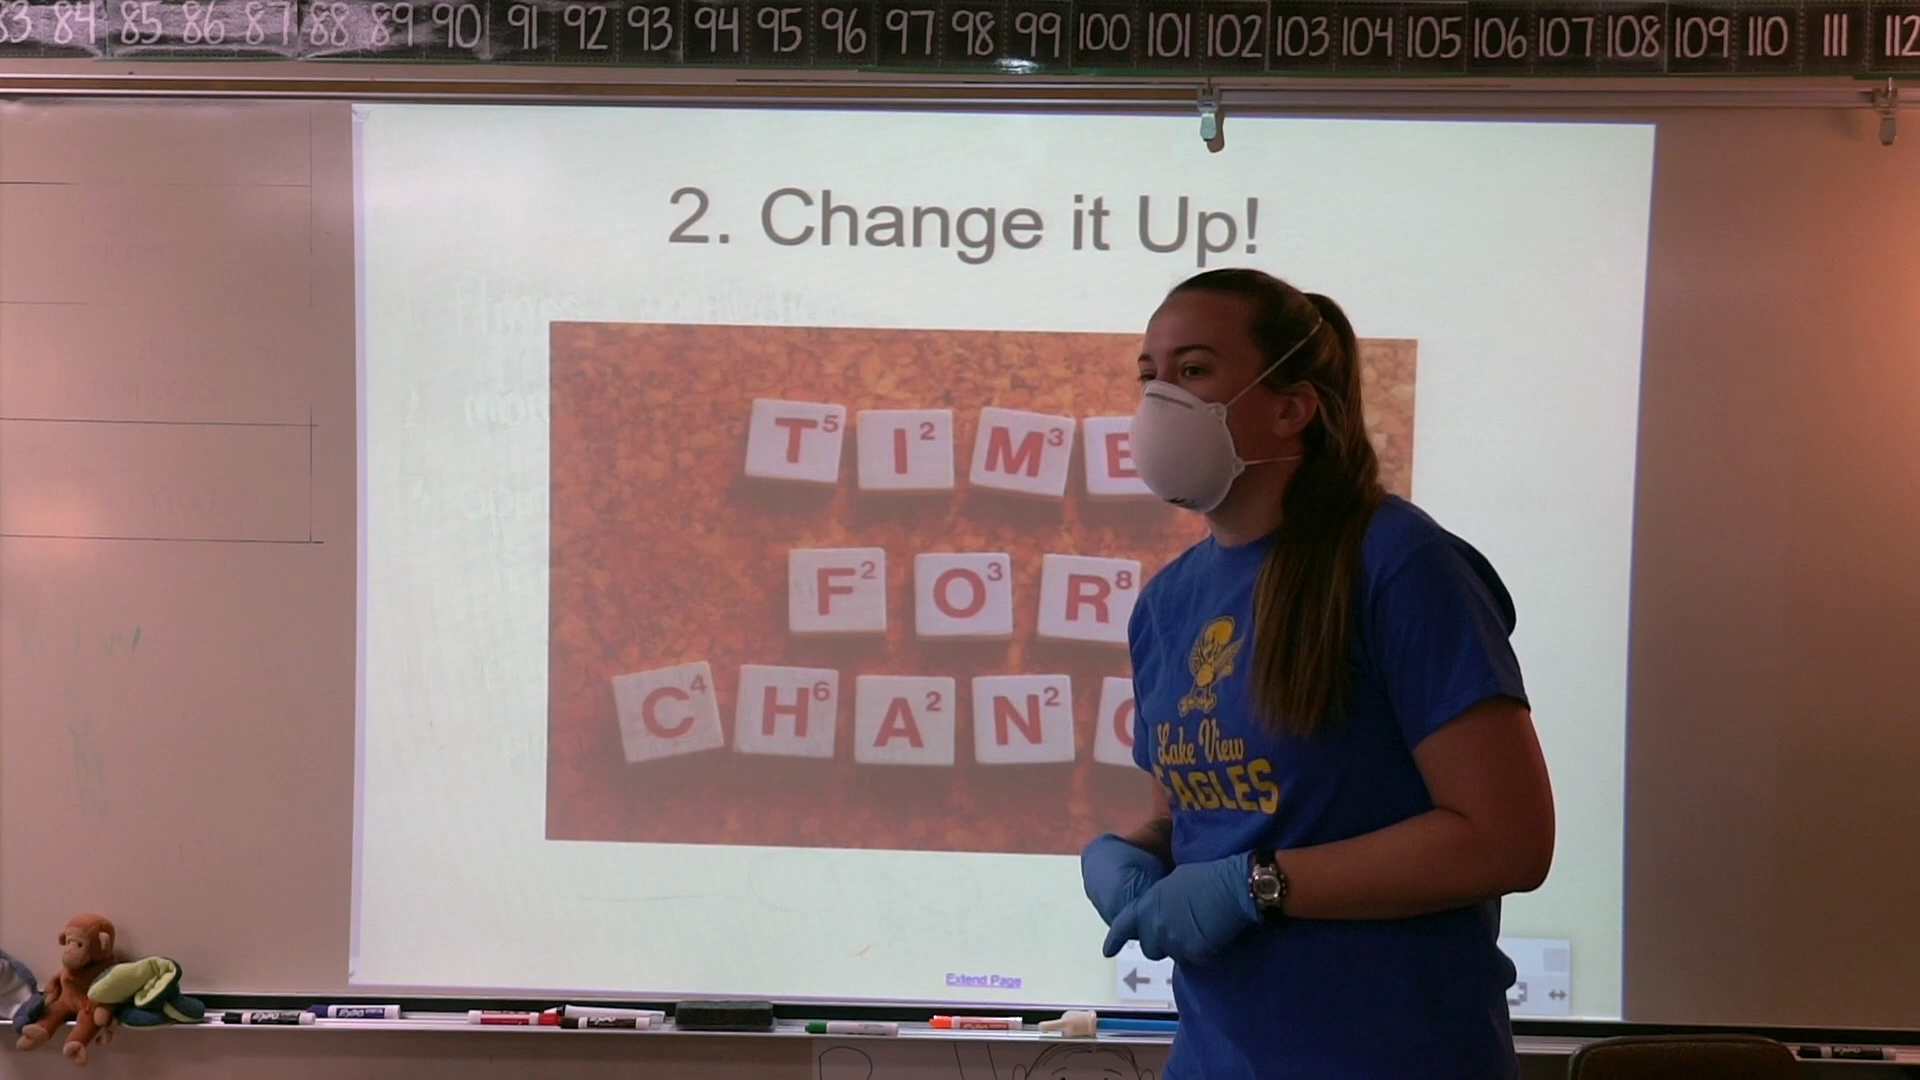 83 84 85 86 87 88 89 90 91 92 93 94 95 96 97 98 99 100 101 102 103 104 105 106 107 108 109 110 111 112
2. Change it Up!
T5 I2 M3 E
F2 O3 R8
C4 H6 A2 N2
Lake View
EAGLES
Extend Page
EXPO EXPO EXPO EXPO